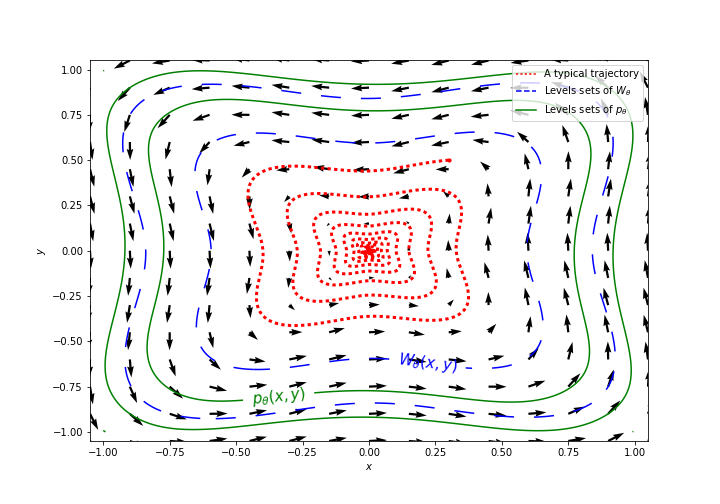 A typical trajectory
Levels sets of W_θ
Levels sets of p_θ
1.00
0.75
0.50
0.25
0.00
−0.25
−0.50
−0.75
−1.00
y
W_θ(x, y)
p_θ(x, y)
−1.00 −0.75 −0.50 −0.25 0.00 0.25 0.50 0.75 1.00
x